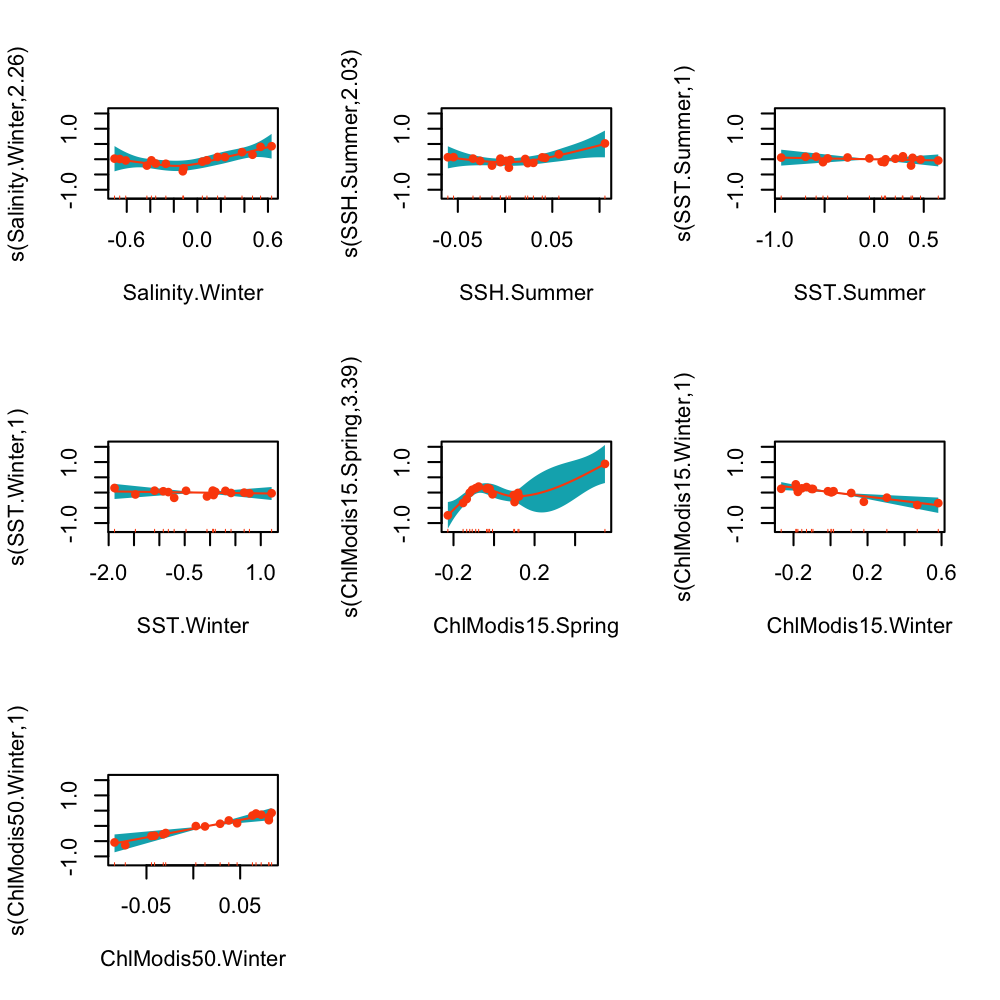 s(Salinity.Winter,2.26)
1.0
-1.0
-0.6 0.0 0.6
Salinity.Winter
s(SSH.Summer,2.03)
1.0
-1.0
-0.05 0.05
SSH.Summer
s(SST.Summer,1)
1.0
-1.0
-1.0 0.0 0.5
SST.Summer
s(SST.Winter,1)
1.0
-1.0
-2.0 -0.5 1.0
SST.Winter
s(ChlModis15.Spring,3.39)
1.0
-1.0
-0.2 0.2
ChlModis15.Spring
s(ChlModis15.Winter,1)
1.0
-1.0
-0.2 0.2 0.6
ChlModis15.Winter
s(ChlModis50.Winter,1)
1.0
-1.0
-0.05 0.05
ChlModis50.Winter